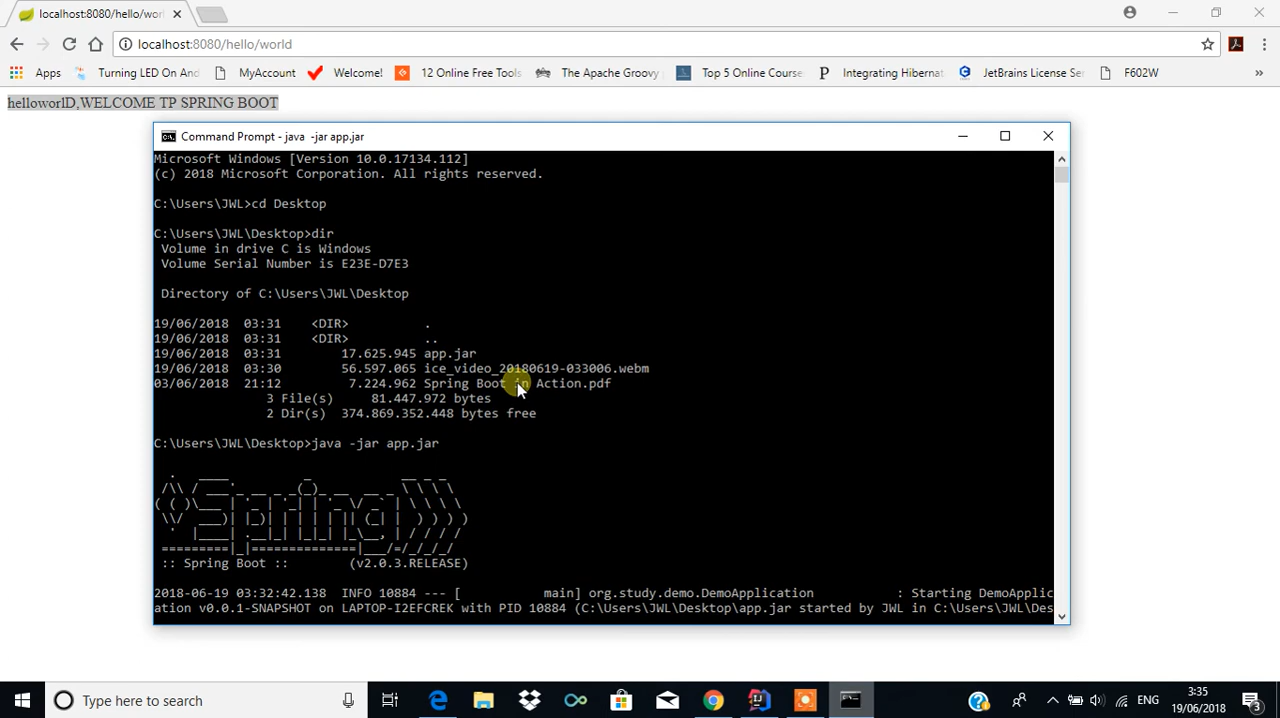 localhost:8080/hello/worl
localhost:8080/hello/world
Apps Turning LED On And MyAccount Welcome! 12 Online Free Tools The Apache Groovy Top 5 Online Course Integrating Hibernat JetBrains License Ser F602W »
helloworlD,WELCOME TP SPRING BOOT
Command Prompt - java -jar app.jar
Microsoft Windows [Version 10.0.17134.112]
(c) 2018 Microsoft Corporation. All rights reserved.
C:\Users\JWL>cd Desktop
C:\Users\JWL\Desktop>dir
Volume in drive C is Windows
Volume Serial Number is E23E-D7E3
Directory of C:\Users\JWL\Desktop
19/06/2018 03:31 <DIR> .
19/06/2018 03:31 <DIR> ..
19/06/2018 03:31 17.625.945 app.jar
19/06/2018 03:30 56.597.065 ice_video_20180619-033006.webm
03/06/2018 21:12 7.224.962 Spring Boot in Action.pdf
3 File(s) 81.447.972 bytes
2 Dir(s) 374.869.352.448 bytes free
C:\Users\JWL\Desktop>java -jar app.jar
:: Spring Boot :: (v2.0.3.RELEASE)
2018-06-19 03:32:42.138 INFO 10884 --- [ main] org.study.demo.DemoApplication : Starting DemoApplic
ation v0.0.1-SNAPSHOT on LAPTOP-I2EFCREK with PID 10884 (C:\Users\JWL\Desktop\app.jar started by JWL in C:\Users\JWL\Des
Type here to search
ENG
3:35
19/06/2018
3